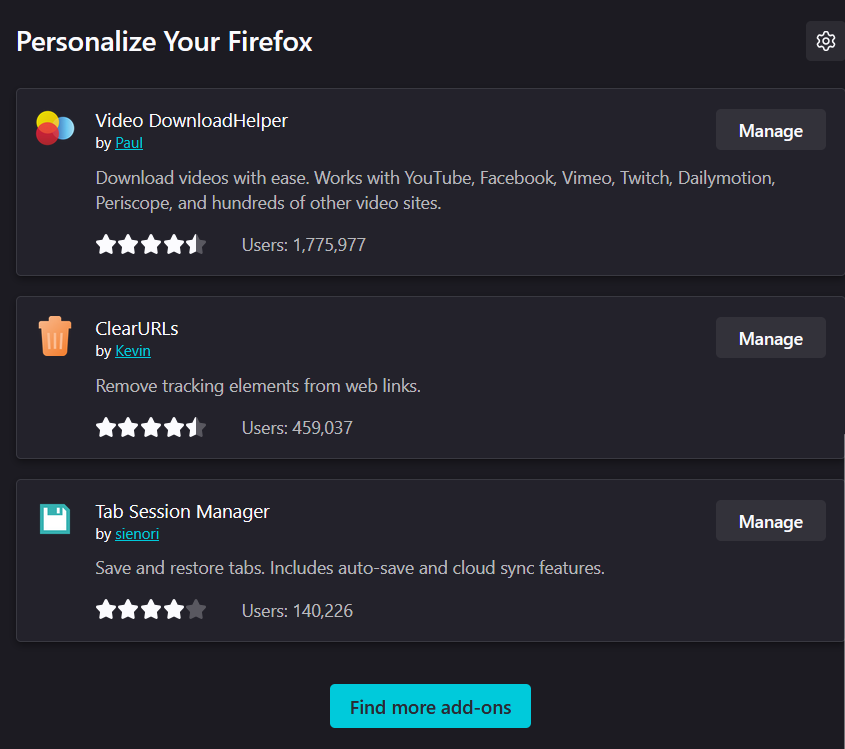 Personalize Your Firefox
Video DownloadHelper
Manage
by Paul
Download videos with ease. Works with YouTube, Facebook, Vimeo, Twitch, Dailymotion,
Periscope, and hundreds of other video sites.
Users: 1,775,977
ClearURLs
Manage
by Kevin
Remove tracking elements from web links.
Users: 459,037
Tab Session Manager
Manage
by sienori
Save and restore tabs. Includes auto-save and cloud sync features.
Users: 140,226
Find more add-ons